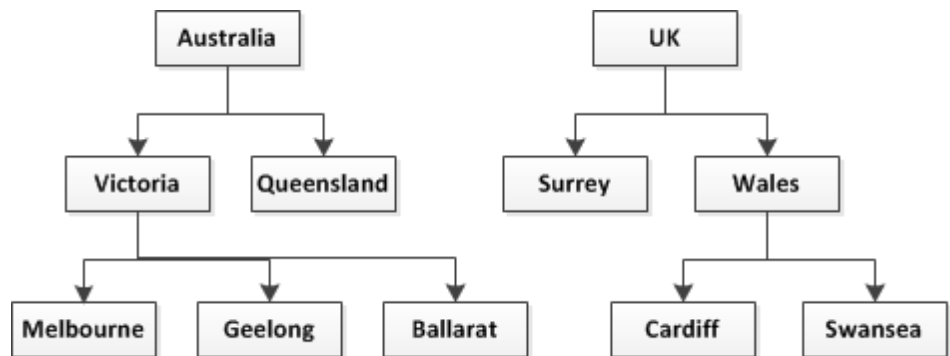 Australia
UK
Victoria
Queensland
Surrey
Wales
Melbourne
Geelong
Ballarat
Cardiff
Swansea